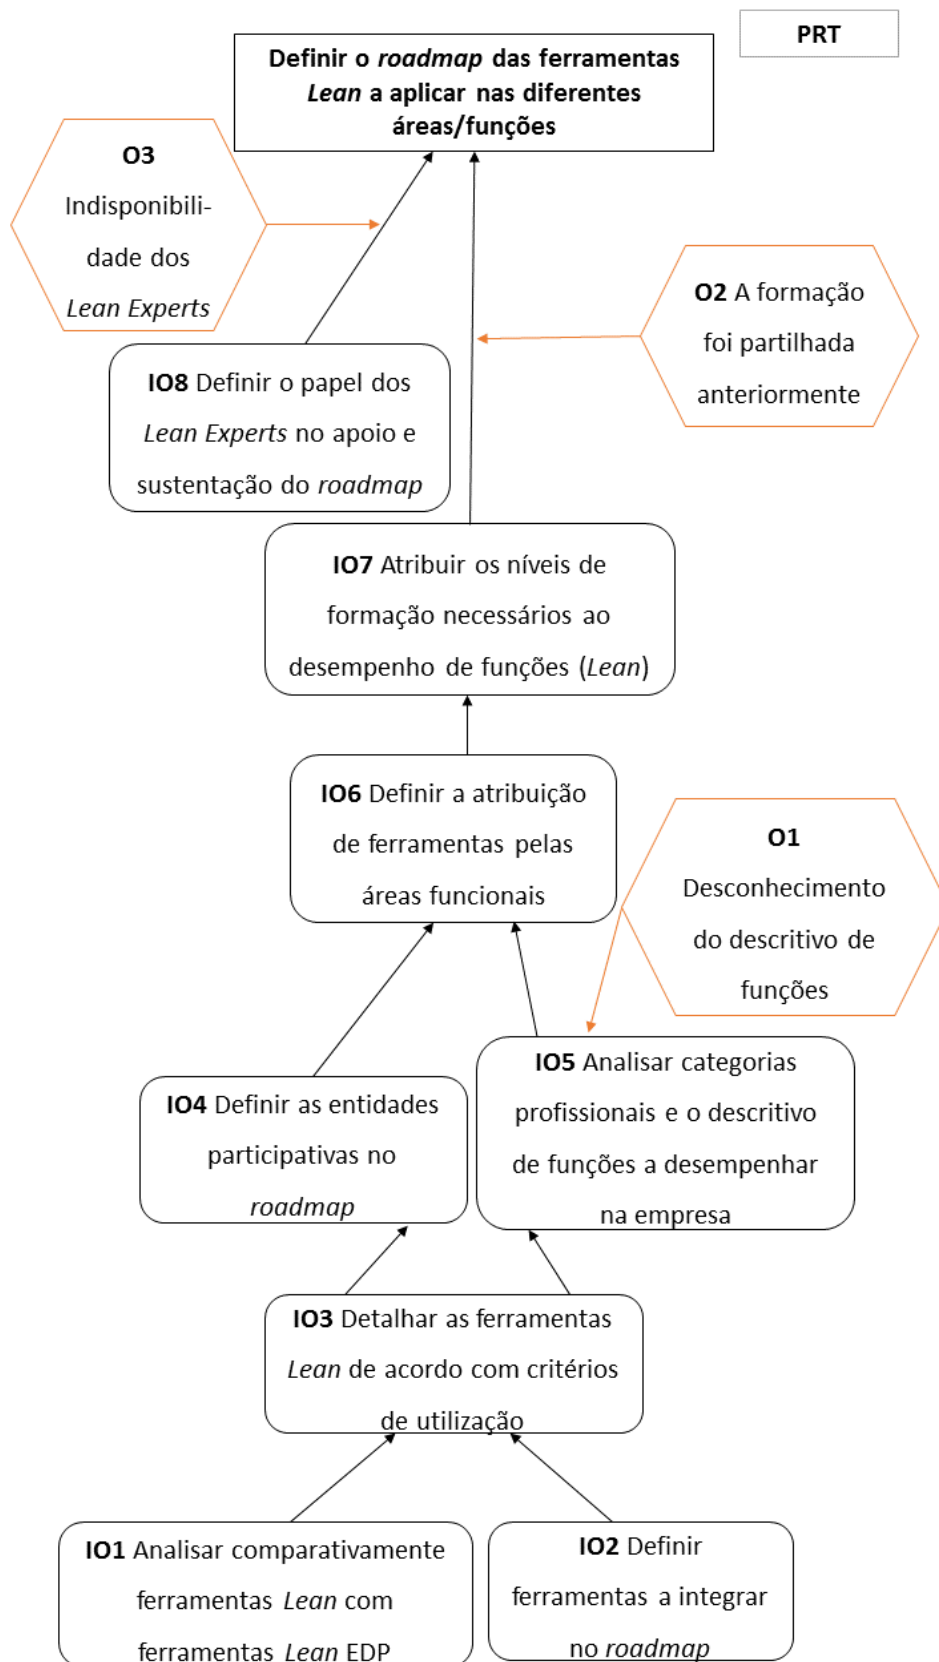 PRT
Definir o roadmap das ferramentas
Lean a aplicar nas diferentes
áreas/funções
O3
Indisponibili-
dade dos
Lean Experts
O2 A formação
foi partilhada
anteriormente
IO8 Definir o papel dos
Lean Experts no apoio e
sustentação do roadmap
IO7 Atribuir os níveis de
formação necessários ao
desempenho de funções (Lean)
IO6 Definir a atribuição
de ferramentas pelas
áreas funcionais
O1
Desconhecimento
do descritivo de
funções
IO4 Definir as entidades
participativas no
roadmap
IO5 Analisar categorias
profissionais e o descritivo
de funções a desempenhar
na empresa
IO3 Detalhar as ferramentas
Lean de acordo com critérios
de utilização
IO1 Analisar comparativamente
ferramentas Lean com
ferramentas Lean EDP
IO2 Definir
ferramentas a integrar
no roadmap